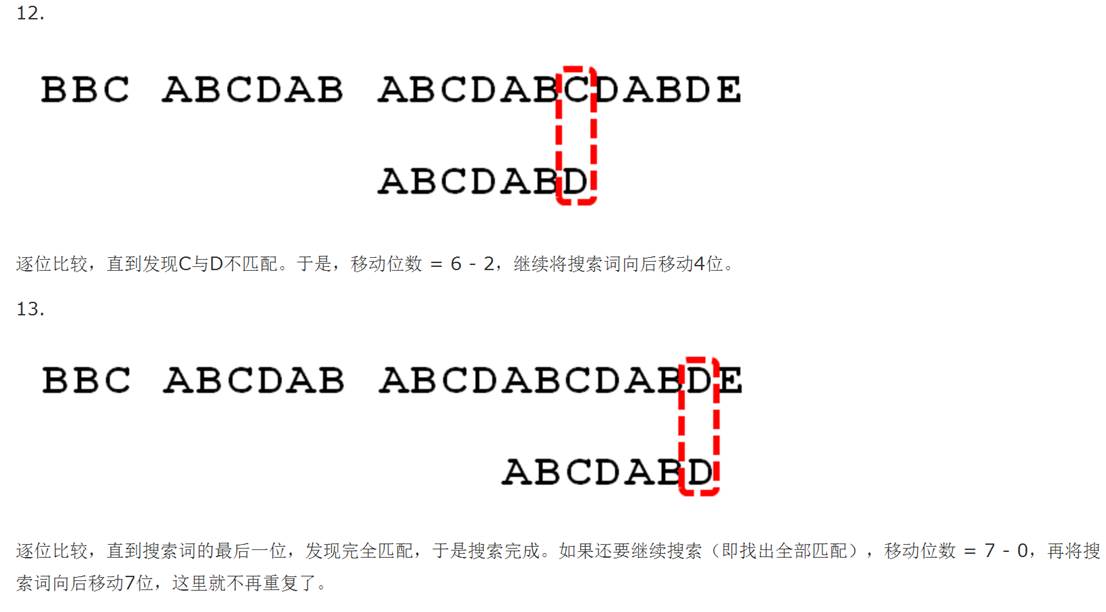 12.
BBC ABCDAB ABCDABCDABDE
ABCDABD
逐位比较，直到发现C与D不匹配。于是，移动位数 = 6 - 2，继续将搜索词向后移动4位。
13.
BBC ABCDAB ABCDABCDABDE
ABCDABD
逐位比较，直到搜索词的最后一位，发现完全匹配，于是搜索完成。如果还要继续搜索（即找出全部匹配），移动位数 = 7 - 0，再将搜
索词向后移动7位，这里就不再重复了。